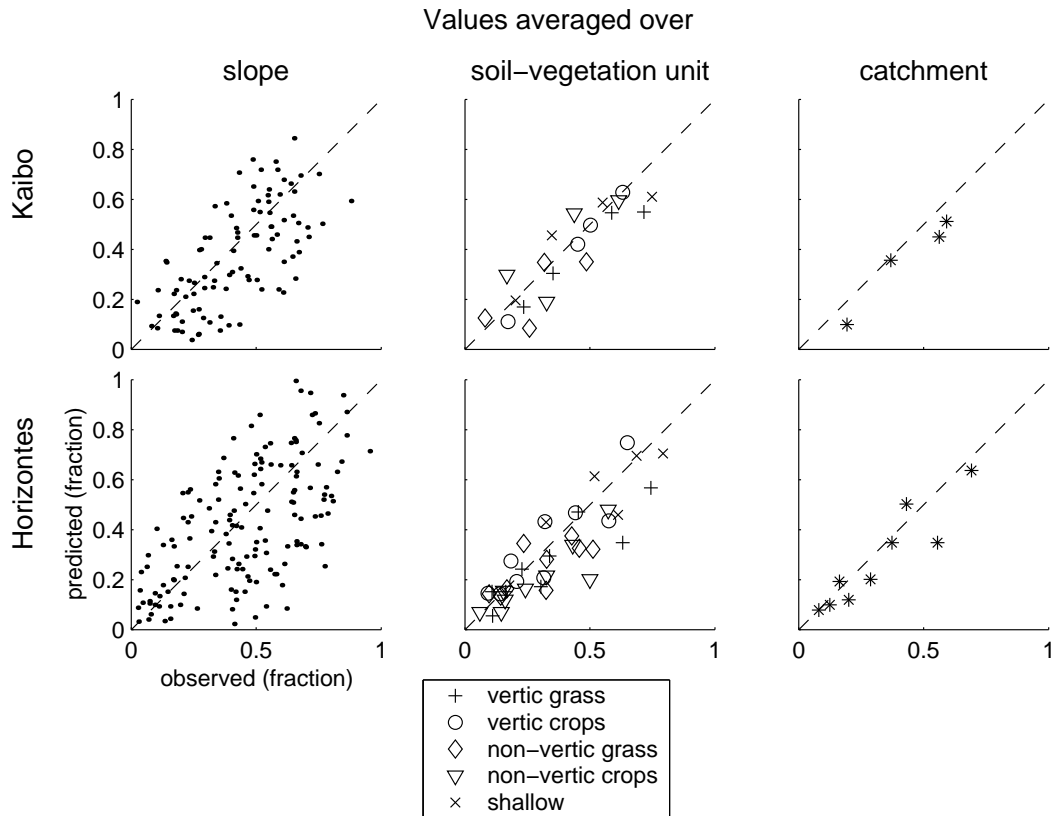 Values averaged over
slope soil−vegetation unit catchment
Kaibo
1
0.8
0.6
0.4
0.2
0
Horizontes
predicted (fraction)
1
0.8
0.6
0.4
0.2
0
0 0.5 1 0 0.5 1 0 0.5 1
observed (fraction)
vertic grass
vertic crops
non−vertic grass
non−vertic crops
shallow